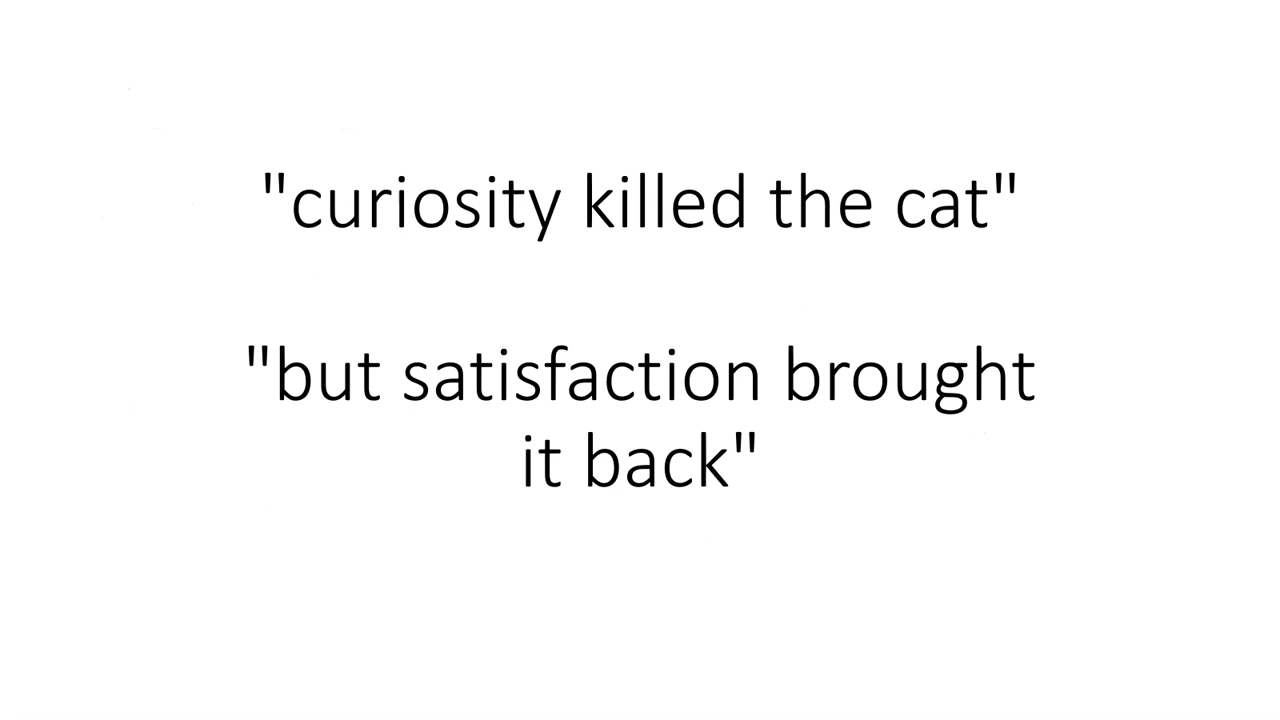 "curiosity killed the cat"
"but satisfaction brought
it back"